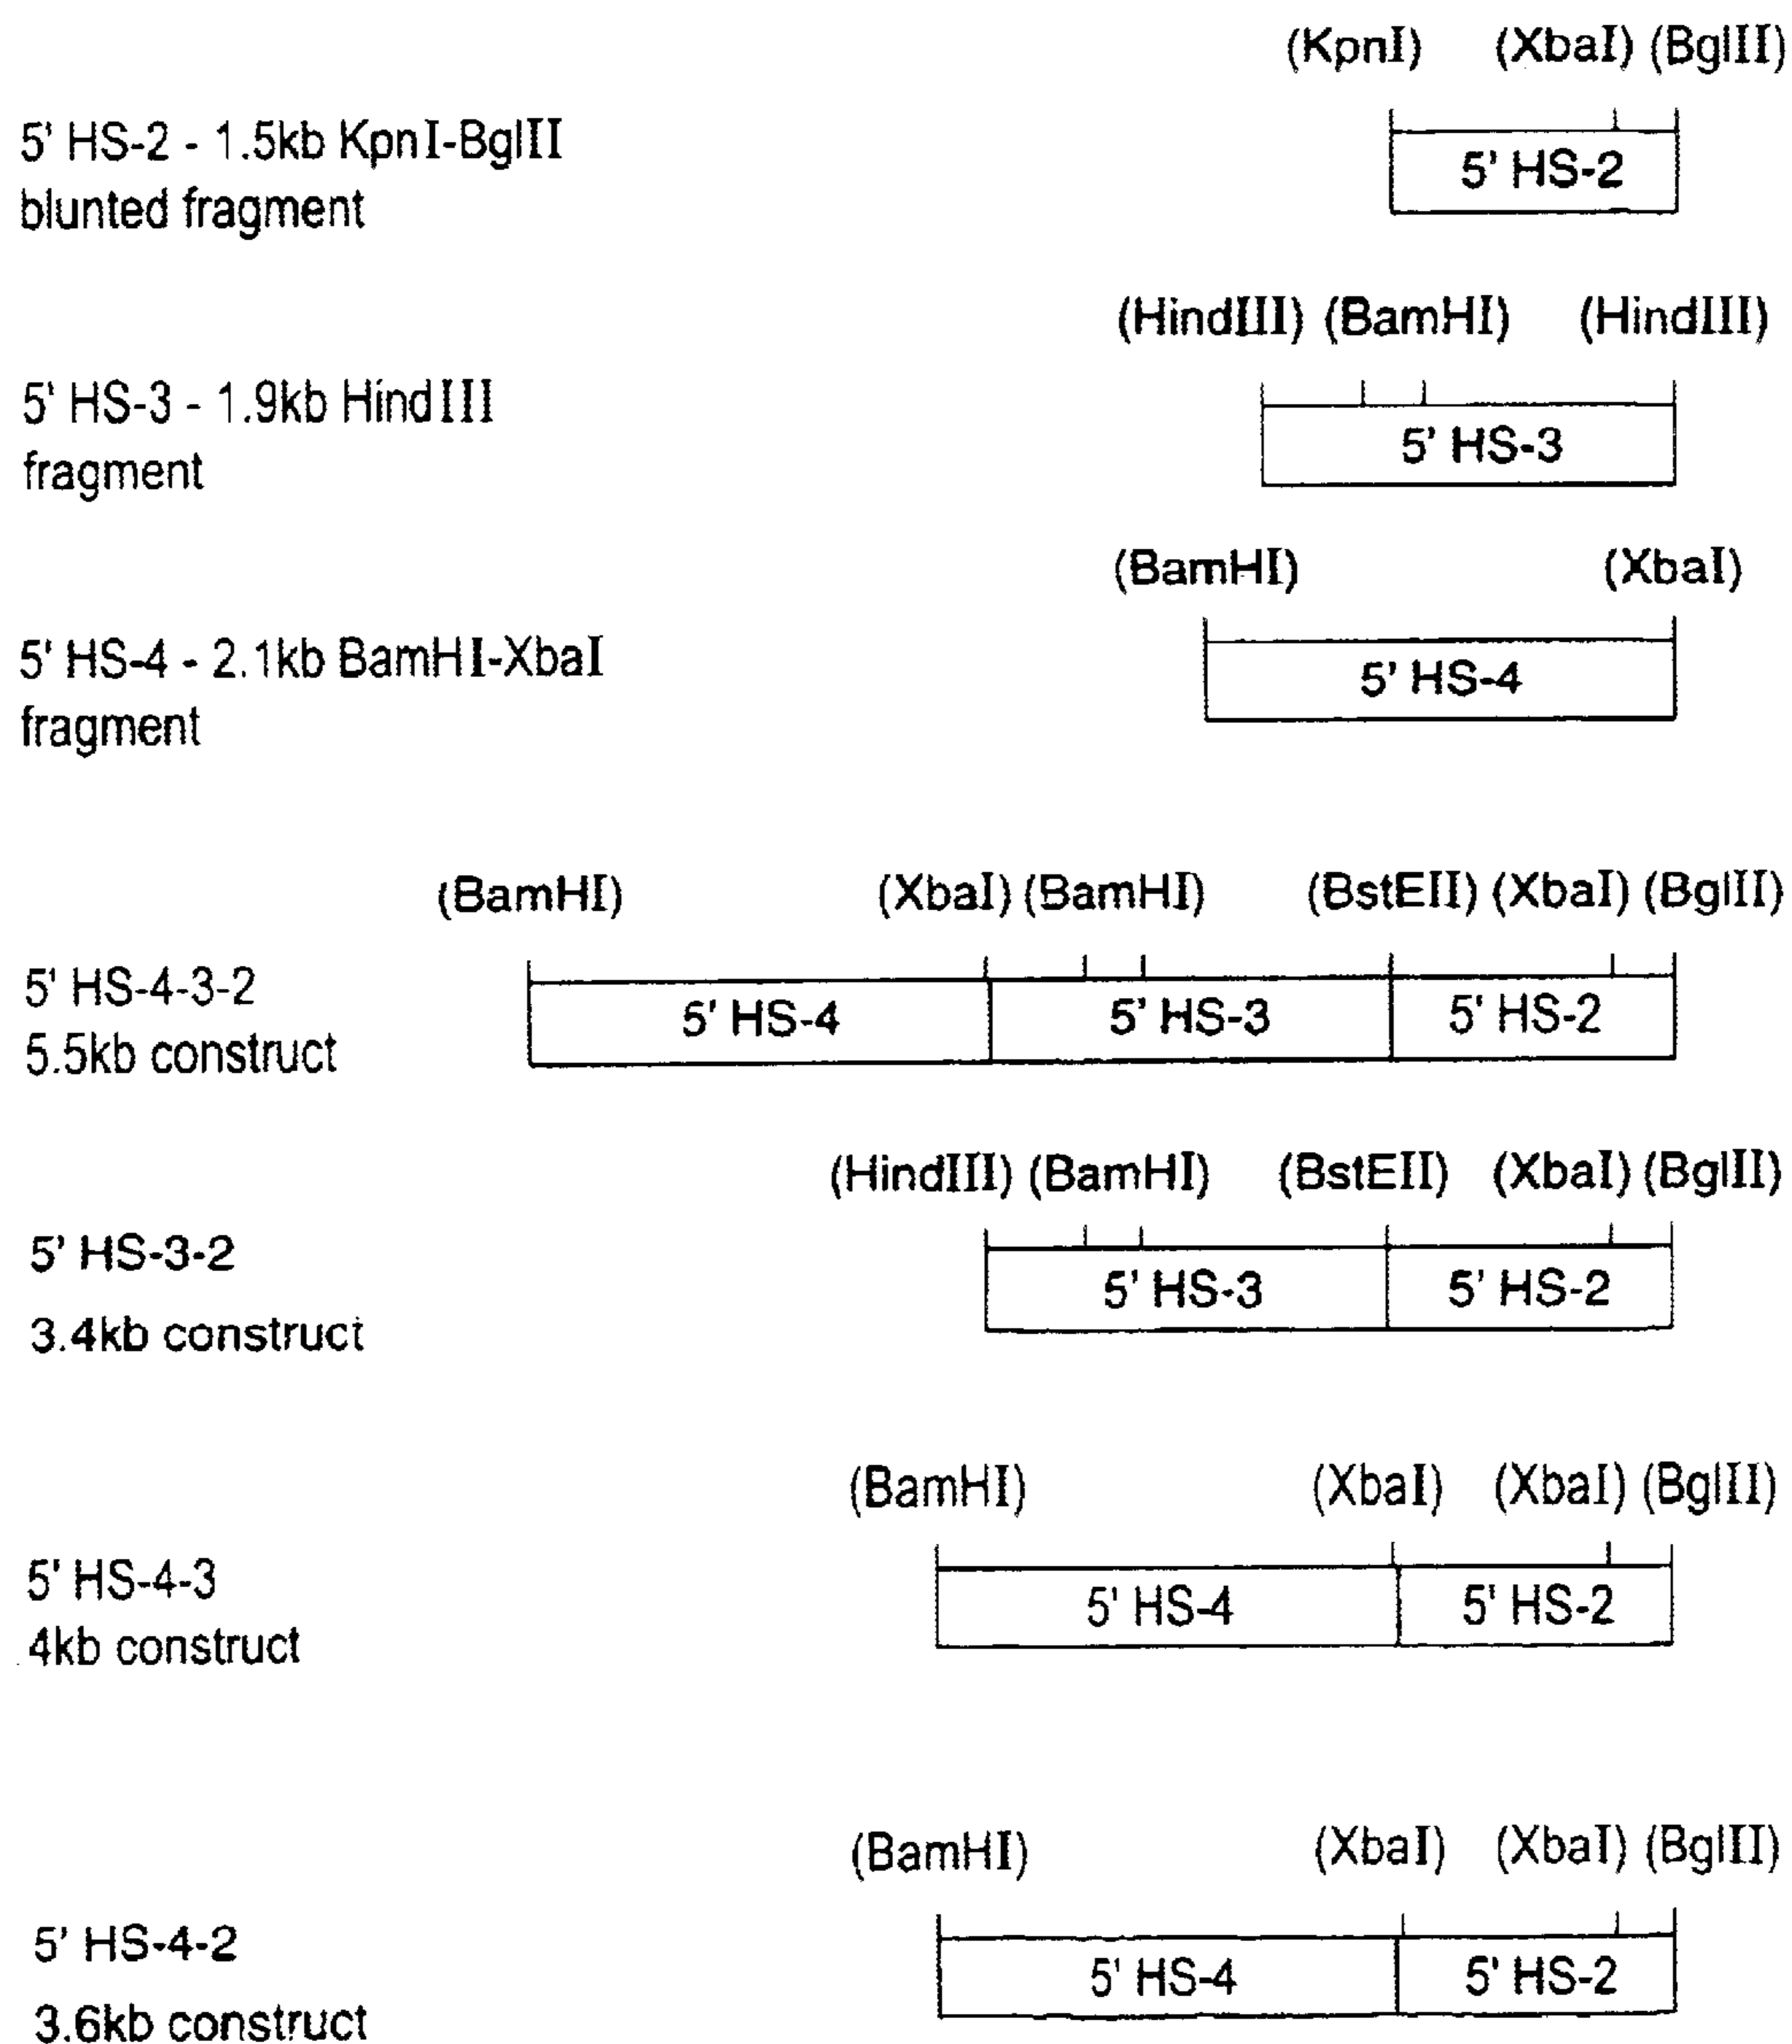 (KpnI) (XbaI) (BglII)
5' HS-2 - 1.5kb KpnI-BglII
blunted fragment
5' HS-2
(HindIII) (BamHI) (HindIII)
5' HS-3 - 1.9kb HindIII
fragment
5' HS-3
(BamHI) (XbaI)
5' HS-4 - 2.1kb BamHI-XbaI
fragment
5' HS-4
(BamHI) (XbaI) (BamHI) (BstEII) (XbaI) (BglII)
5' HS-4-3-2
5.5kb construct
5' HS-4 5' HS-3 5' HS-2
(HindIII) (BamHI) (BstEII) (XbaI) (BglII)
5' HS-3-2
3.4kb construct
5' HS-3 5' HS-2
(BamHI) (XbaI) (XbaI) (BglII)
5' HS-4-3
4kb construct
5' HS-4 5' HS-2
(BamHI) (XbaI) (XbaI) (BglII)
5' HS-4-2
3.6kb construct
5' HS-4 5' HS-2